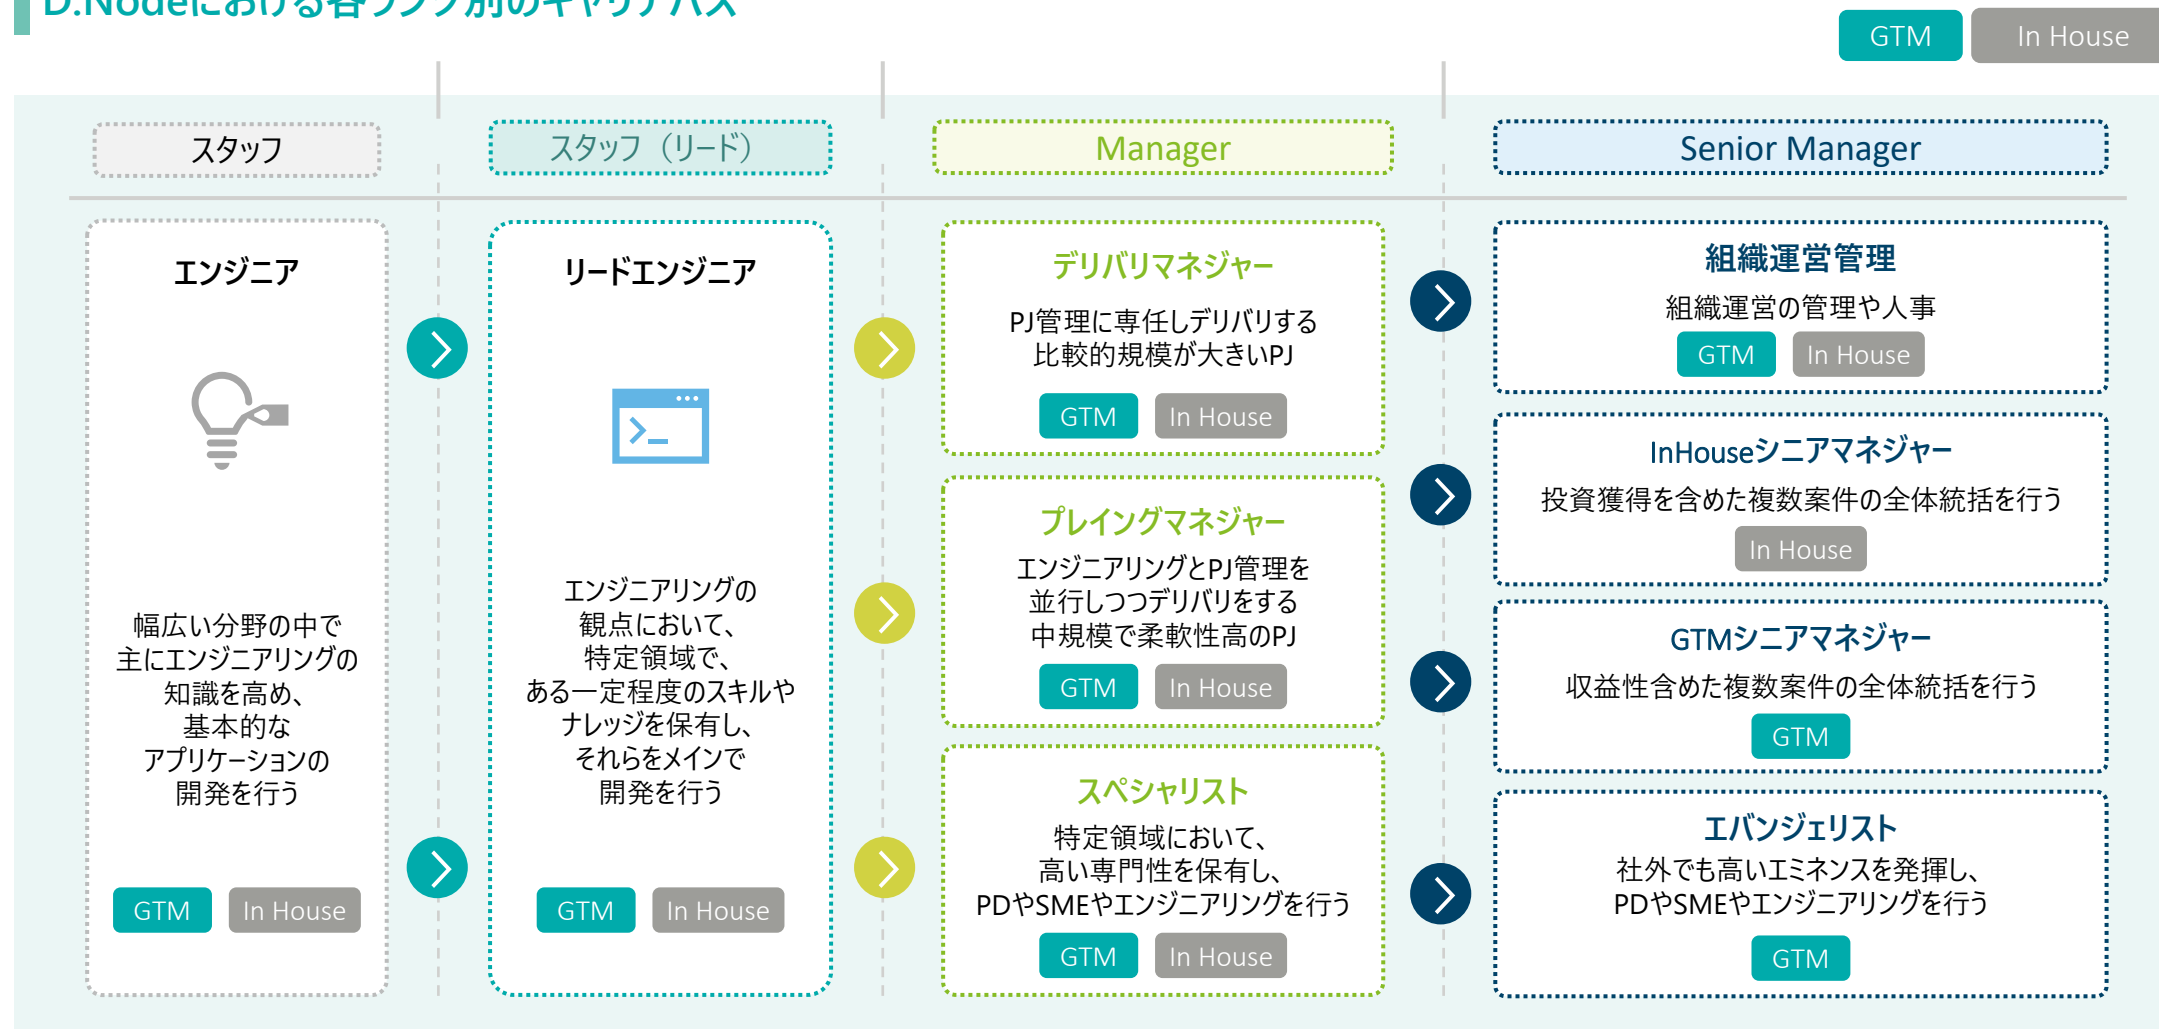 D.Nodeにおける各ランク別のキャリアパス
GTM
In House
スタッフ
スタッフ（リード）
Manager
Senior Manager
エンジニア
幅広い分野の中で
主にエンジニアリングの
知識を高め、
基本的な
アプリケーションの
開発を行う
GTM
In House
リードエンジニア
エンジニアリングの
観点において、
特定領域で、
ある一定程度のスキルや
ナレッジを保有し、
それらをメインで
開発を行う
GTM
In House
デリバリマネジャー
PJ管理に専任しデリバリする
比較的規模が大きいPJ
GTM
In House
プレイングマネジャー
エンジニアリングとPJ管理を
並行しつつデリバリをする
中規模で柔軟性高のPJ
GTM
In House
スペシャリスト
特定領域において、
高い専門性を保有し、
PDやSMEやエンジニアリングを行う
GTM
In House
組織運営管理
組織運営の管理や人事
GTM
In House
InHouseシニアマネジャー
投資獲得を含めた複数案件の全体統括を行う
In House
GTMシニアマネジャー
収益性含めた複数案件の全体統括を行う
GTM
エバンジェリスト
社外でも高いエミネンスを発揮し、
PDやSMEやエンジニアリングを行う
GTM